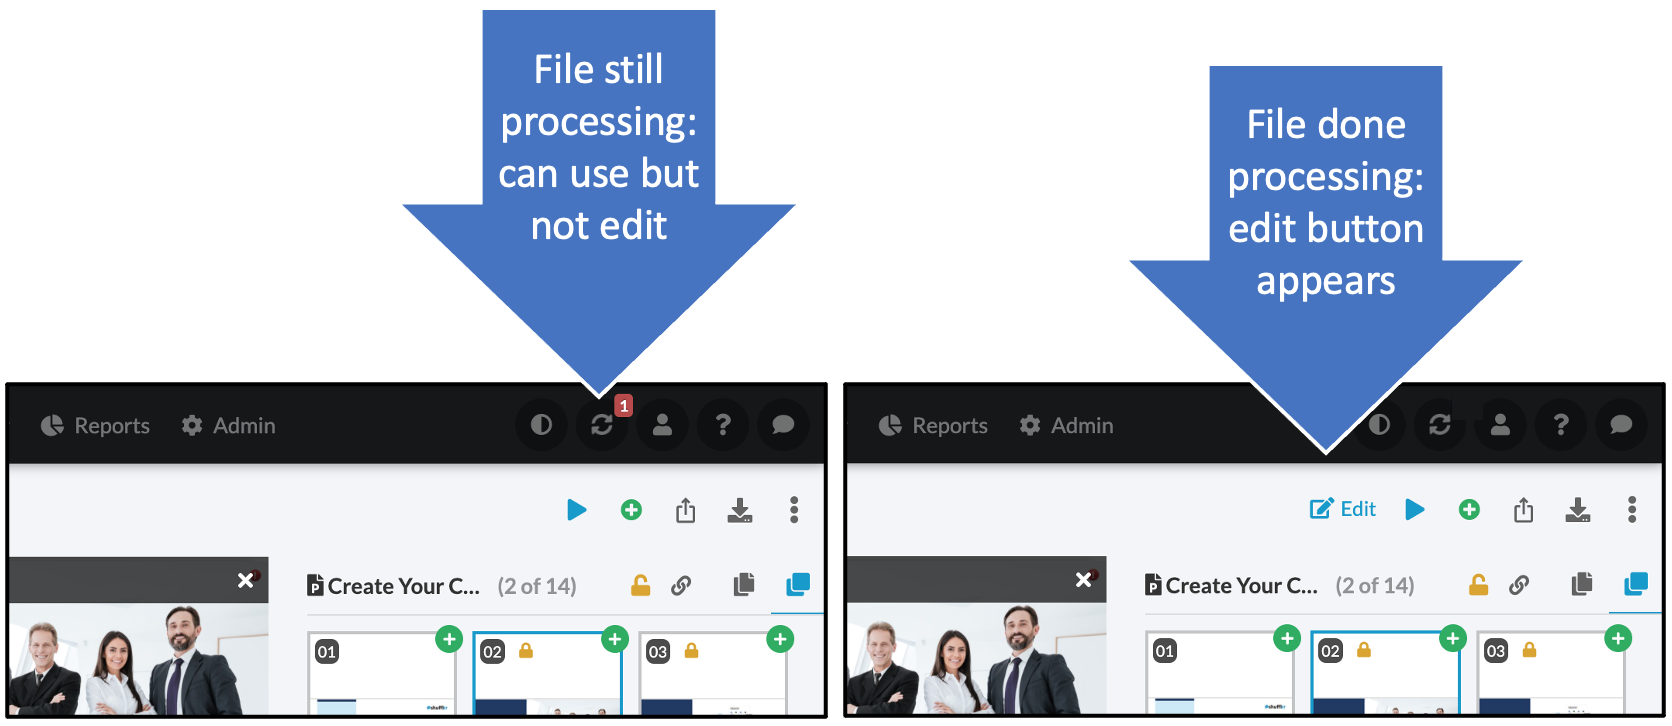 File still
processing:
can use but
not edit
File done
processing:
edit button
appears
Reports Admin 1 ?
Create Your C... (2 of 14)
01 02 03
Reports Admin ?
Edit
Create Your C... (2 of 14)
01 02 03